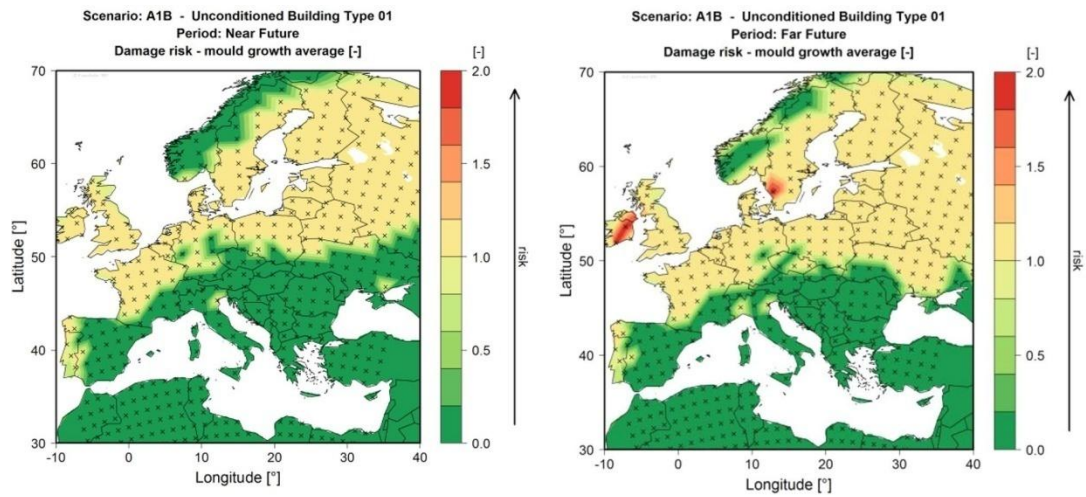 Scenario: A1B - Unconditioned Building Type 01
Period: Near Future
Damage risk - mould growth average [-]
[-]
70
60
50
40
30
Latitude [°]
-10
0
10
20
30
40
Longitude [°]
2.0
1.5
1.0
0.5
0.0
risk
Scenario: A1B - Unconditioned Building Type 01
Period: Far Future
Damage risk - mould growth average [-]
[-]
70
60
50
40
30
Latitude [°]
-10
0
10
20
30
40
Longitude [°]
2.0
1.5
1.0
0.5
0.0
risk